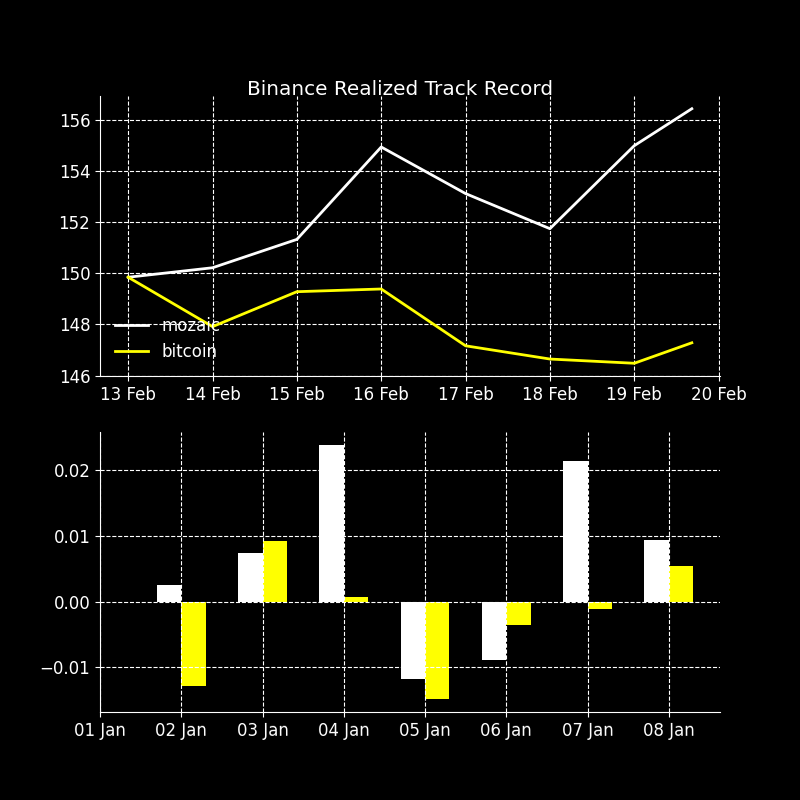 Binance Realized Track Record
156
154
152
150
148
146
mozaic
bitcoin
13 Feb 14 Feb 15 Feb 16 Feb 17 Feb 18 Feb 19 Feb 20 Feb
0.02
0.01
0.00
−0.01
01 Jan 02 Jan 03 Jan 04 Jan 05 Jan 06 Jan 07 Jan 08 Jan